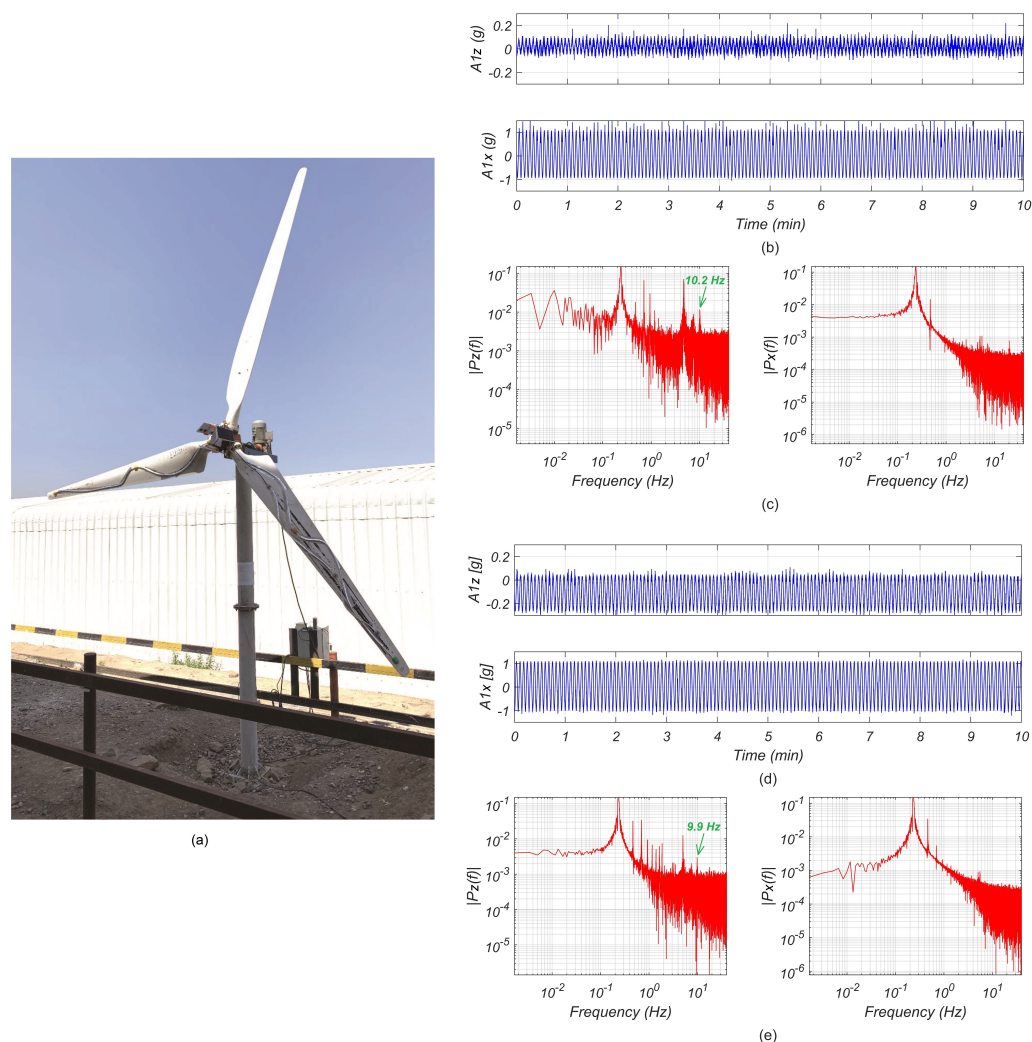 0.2
0
-0.2
A1z (g)
1
0
-1
A1x (g)
0 1 2 3 4 5 6 7 8 9 10
Time (min)
(b)
10⁻¹
10⁻²
10⁻³
10⁻⁴
10⁻⁵
|Pz(f)|
10.2 Hz
10⁻² 10⁻¹ 10⁰ 10¹
Frequency (Hz)
10⁻¹
10⁻²
10⁻³
10⁻⁴
10⁻⁵
10⁻⁶
|Px(f)|
10⁻² 10⁻¹ 10⁰ 10¹
Frequency (Hz)
(c)
0.2
0
-0.2
A1z [g]
1
0
-1
A1x [g]
0 1 2 3 4 5 6 7 8 9 10
Time (min)
(d)
(a)
10⁻¹
10⁻²
10⁻³
10⁻⁴
10⁻⁵
|Pz(f)|
9.9 Hz
10⁻² 10⁻¹ 10⁰ 10¹
Frequency (Hz)
10⁻¹
10⁻²
10⁻³
10⁻⁴
10⁻⁵
10⁻⁶
|Px(f)|
10⁻² 10⁻¹ 10⁰ 10¹
Frequency (Hz)
(e)